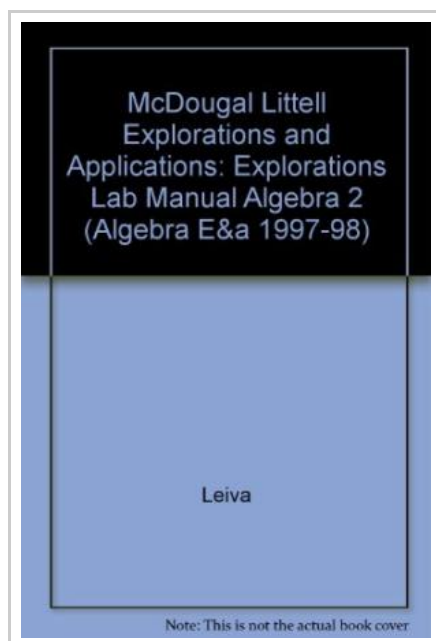 McDougal Littell
Explorations and
Applications: Explorations
Lab Manual Algebra 2
(Algebra E&a 1997-98)
Leiva
Note: This is not the actual book cover